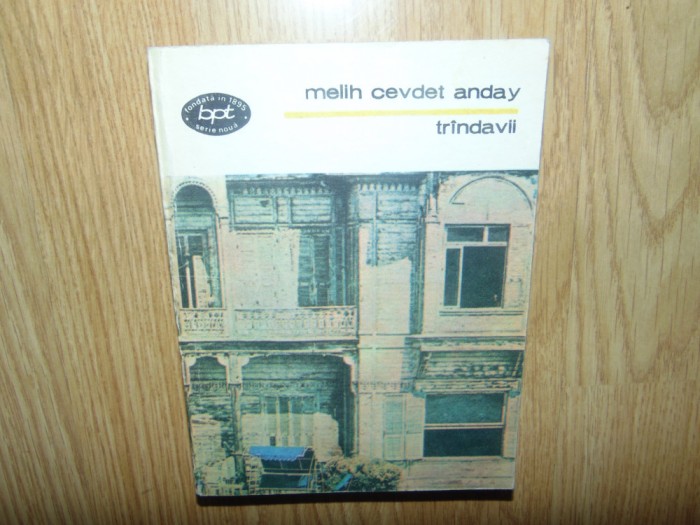 melih cevdet anday
trîndavii
fondată în 1895
bpt
serie nouă